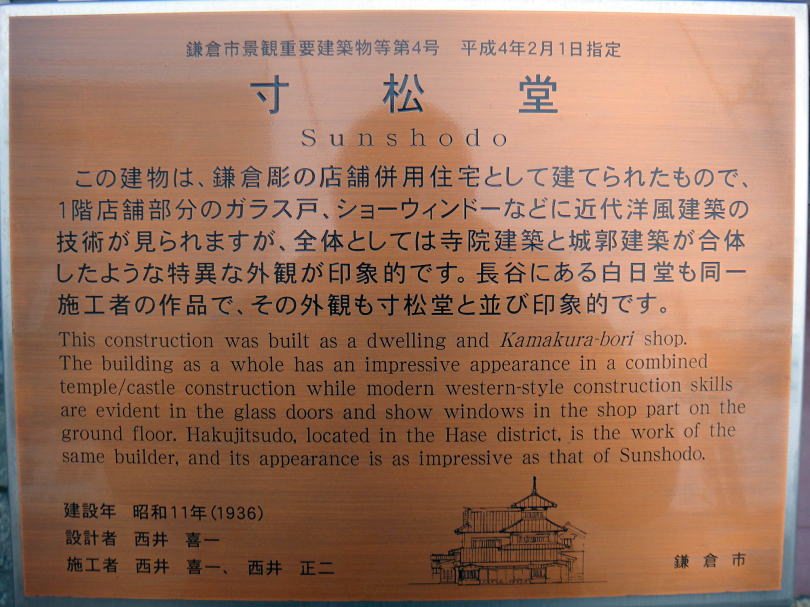 鎌倉市景観重要建築物等第4号　平成4年2月1日指定
寸松堂
Sunshodo
この建物は、鎌倉彫の店舗併用住宅として建てられたもので、
1階店舗部分のガラス戸、ショーウィンドーなどに近代洋風建築の
技術が見られますが、全体としては寺院建築と城郭建築が合体
したような特異な外観が印象的です。長谷にある白日堂も同一
施工者の作品で、その外観も寸松堂と並び印象的です。
This construction was built as a dwelling and Kamakura-bori shop.
The building as a whole has an impressive appearance in a combined
temple/castle construction while modern western-style construction skills
are evident in the glass doors and show windows in the shop part on the
ground floor. Hakujitsudo, located in the Hase district, is the work of the
same builder, and its appearance is as impressive as that of Sunshodo.
建設年　昭和11年(1936)
設計者　西井　喜一
施工者　西井　喜一、　西井　正二
鎌倉市